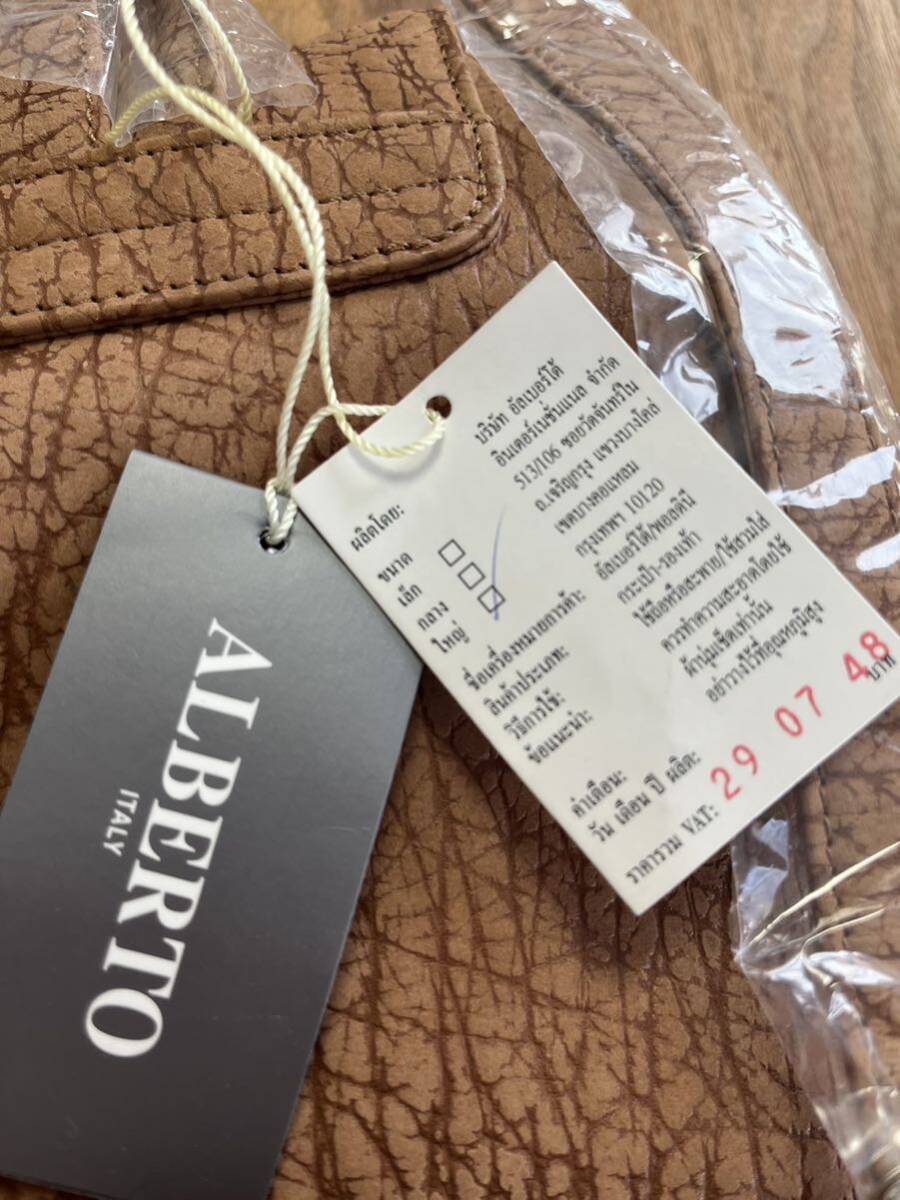 ALBERTO
ITALY
ผลิตโดย: บริษัท อัลเบอร์โต้
อินเตอร์เนชั่นแนล จำกัด
513/106 ซอยวัดจันทร์ใน
ถ.เจริญกรุง แขวงบางโคล่
เขตบางคอแหลม
กรุงเทพฯ 10120
ขนาด
เล็ก
กลาง
ใหญ่
ชื่อเครื่องหมายการค้า: อัลเบอร์โต้/พอลดินี
สินค้าประเภท: กระเป๋า-รองเท้า
วิธีการใช้: ใช้ถือหรือสะพาย/ใช้สวมใส่
ข้อแนะนำ: ควรทำความสะอาดโดยใช้
ผ้านุ่มเช็ดเท่านั้น
คำเตือน: อย่าวางไว้ที่อุณหภูมิสูง
วัน เดือน ปี ผลิต: 29 07 48
ราคารวม VAT: บาท